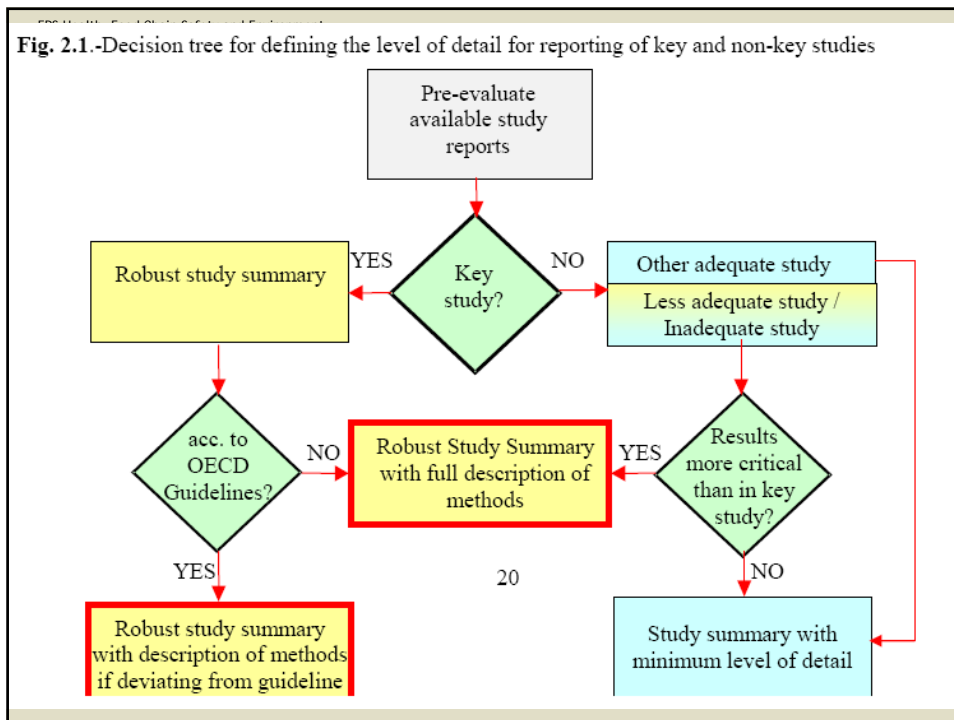 Fig. 2.1.-Decision tree for defining the level of detail for reporting of key and non-key studies
Pre-evaluate
available study
reports
Key
study?
YES
NO
Robust study summary
Other adequate study
Less adequate study /
Inadequate study
acc. to
OECD
Guidelines?
NO
Robust Study Summary
with full description of
methods
YES
Results
more critical
than in key
study?
YES
20
NO
Robust study summary
with description of methods
if deviating from guideline
Study summary with
minimum level of detail